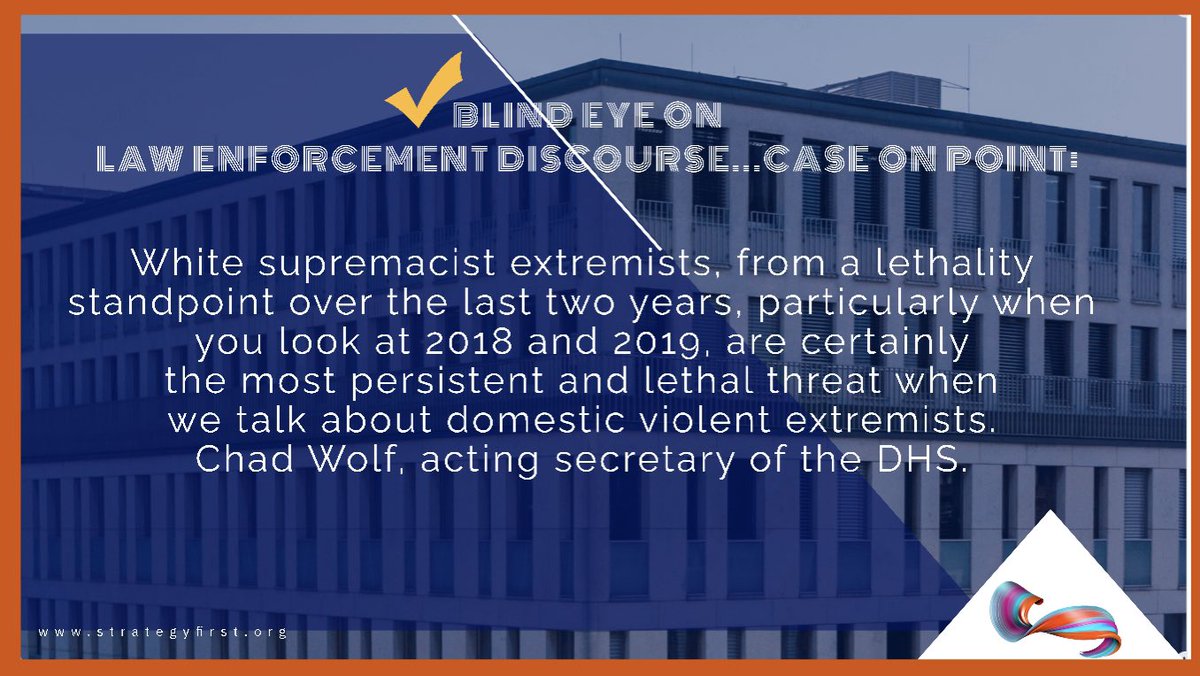 BLIND EYE ON
LAW ENFORCEMENT DISCOURSE...CASE ON POINT:
White supremacist extremists, from a lethality
standpoint over the last two years, particularly when
you look at 2018 and 2019, are certainly
the most persistent and lethal threat when
we talk about domestic violent extremists.
Chad Wolf, acting secretary of the DHS.
www.strategyfirst.org